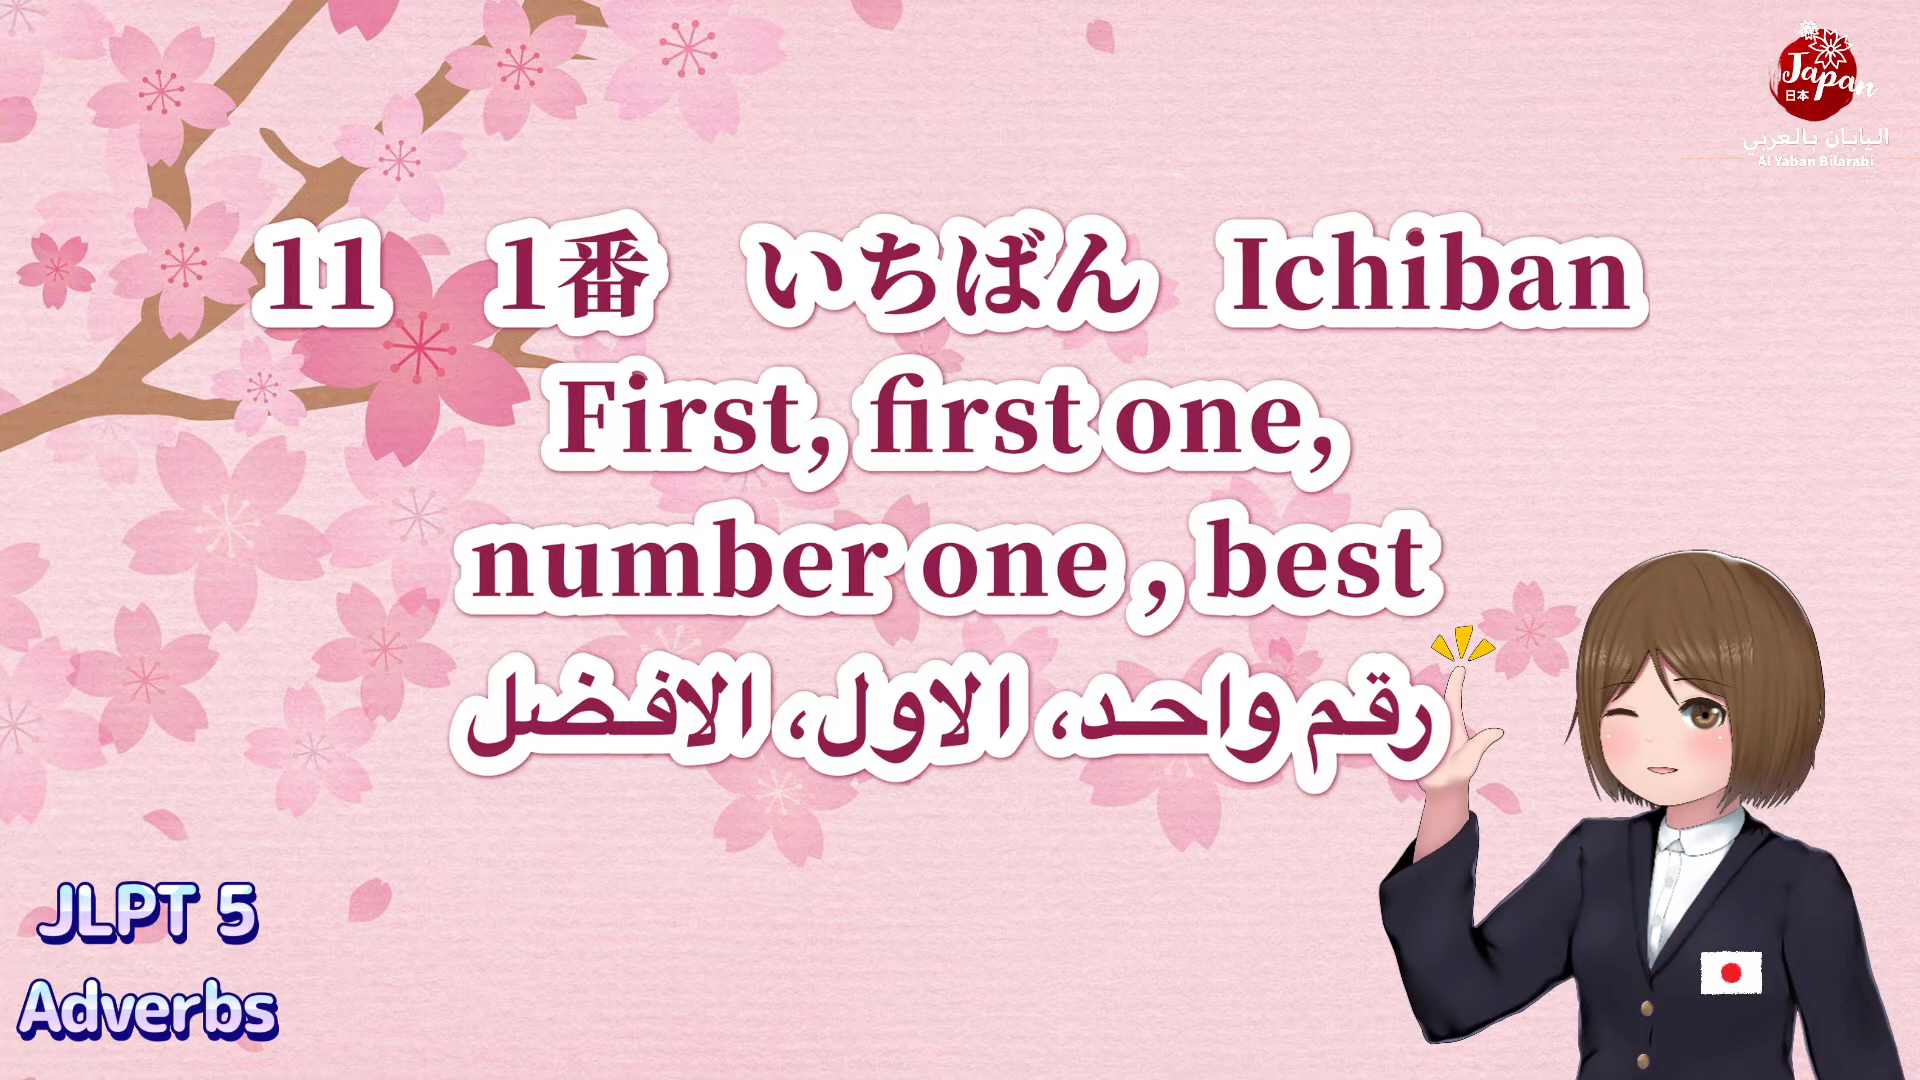 Japan
日本
اليابان بالعربي
Al Yaban Bilarabi
11 1番 いちばん Ichiban
First, first one,
number one , best
رقم واحد، الاول، الافضل
JLPT 5
Adverbs